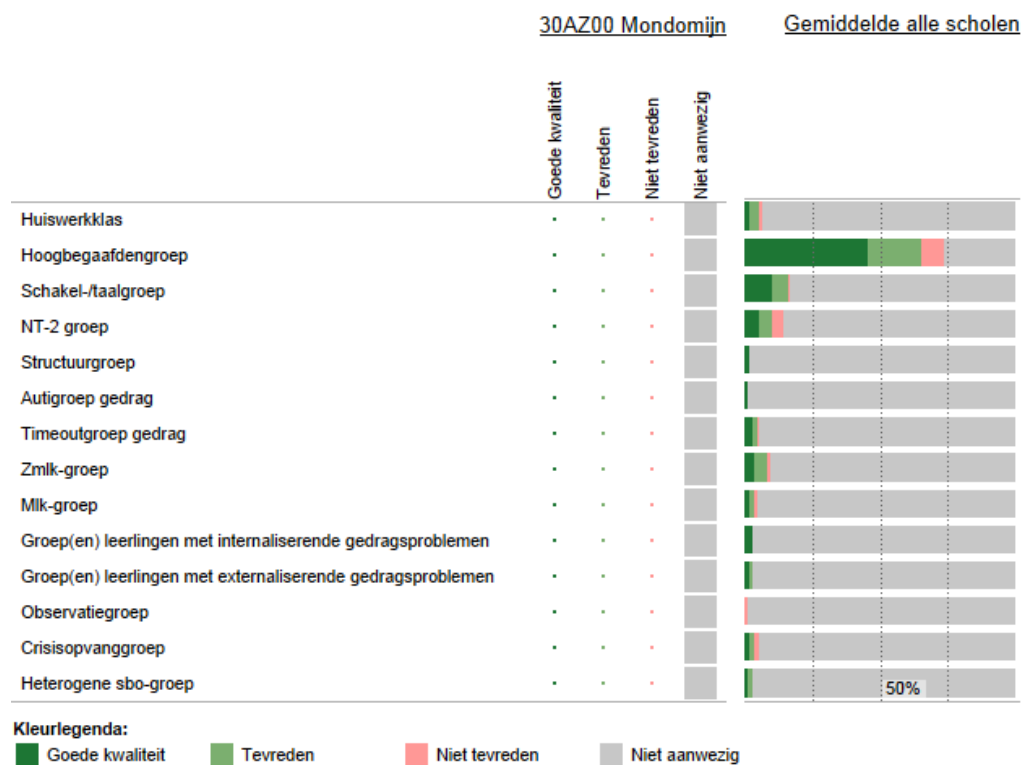 30AZ00 Mondomijn
Gemiddelde alle scholen
Goede kwaliteit
Tevreden
Niet tevreden
Niet aanwezig
Huiswerkklas
Hoogbegaafdengroep
Schakel-/taalgroep
NT-2 groep
Structuurgroep
Autigroep gedrag
Timeoutgroep gedrag
Zmlk-groep
Mlk-groep
Groep(en) leerlingen met internaliserende gedragsproblemen
Groep(en) leerlingen met externaliserende gedragsproblemen
Observatiegroep
Crisisopvanggroep
Heterogene sbo-groep
50%
Kleurlegenda:
Goede kwaliteit
Tevreden
Niet tevreden
Niet aanwezig